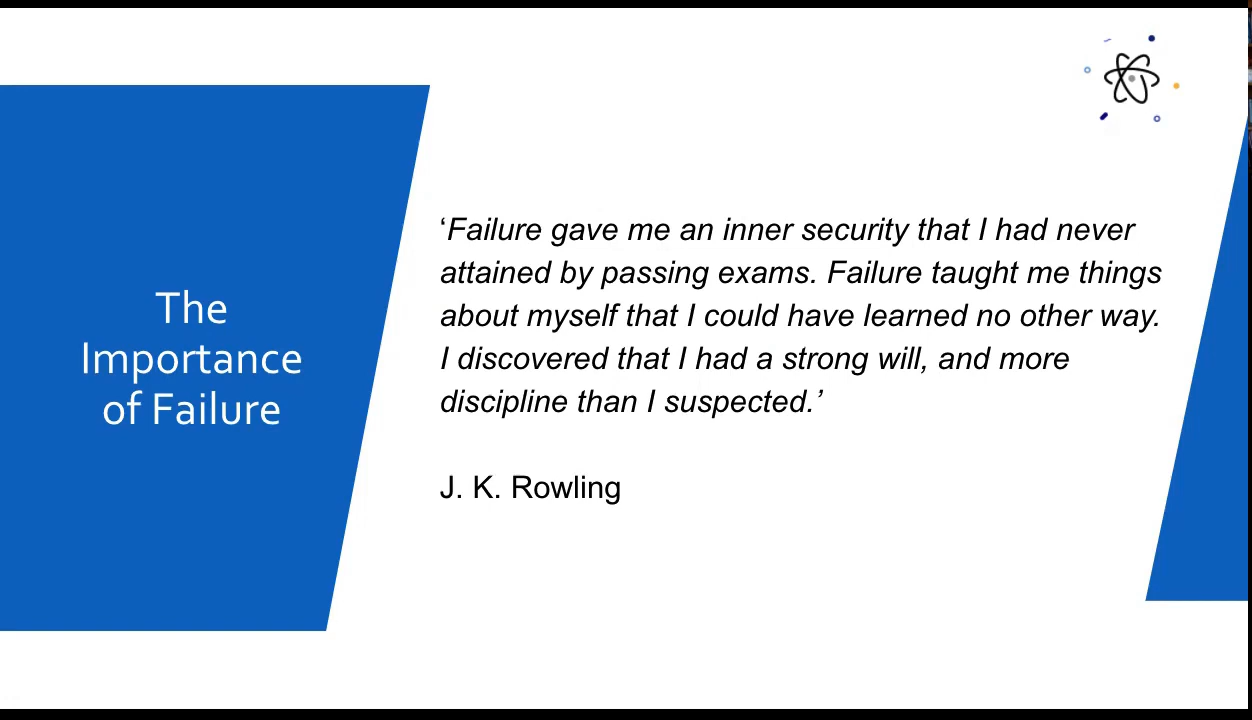 The
Importance
of Failure
‘Failure gave me an inner security that I had never
attained by passing exams. Failure taught me things
about myself that I could have learned no other way.
I discovered that I had a strong will, and more
discipline than I suspected.’
J. K. Rowling